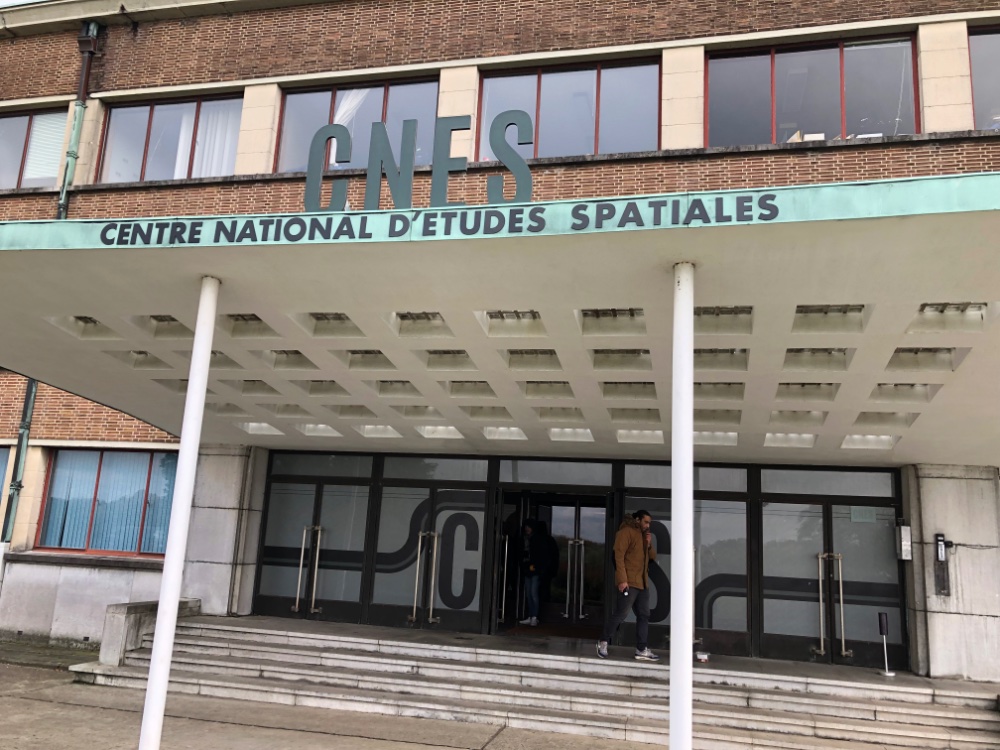 CNES
CENTRE NATIONAL D'ETUDES SPATIALES
C S